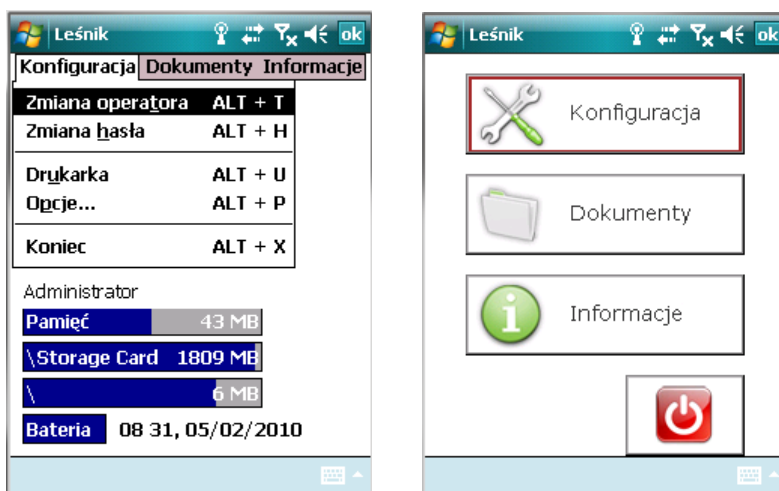 Leśnik
ok
Konfiguracja Dokumenty Informacje
Zmiana operatora ALT + T
Zmiana hasła ALT + H
Drukarka ALT + U
Opcje... ALT + P
Koniec ALT + X
Administrator
Pamięć 43 MB
\Storage Card 1809 MB
\ 6 MB
Bateria 08 31, 05/02/2010
Leśnik
ok
Konfiguracja
Dokumenty
Informacje